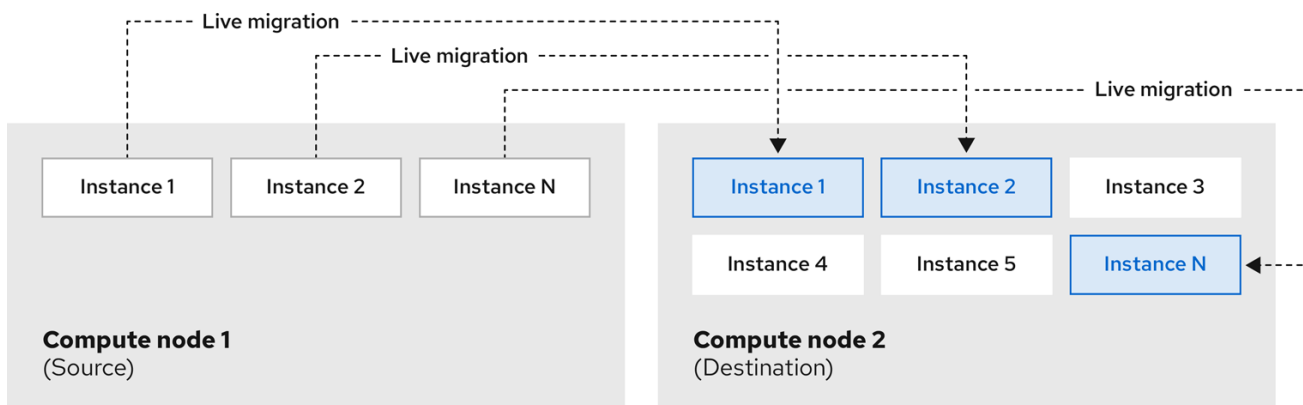 Live migration
Live migration
Live migration
Instance 1
Instance 2
Instance N
Instance 1
Instance 2
Instance 3
Instance 4
Instance 5
Instance N
Compute node 1
(Source)
Compute node 2
(Destination)